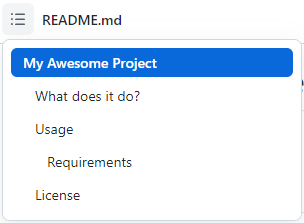 README.md
My Awesome Project
What does it do?
Usage
Requirements
License